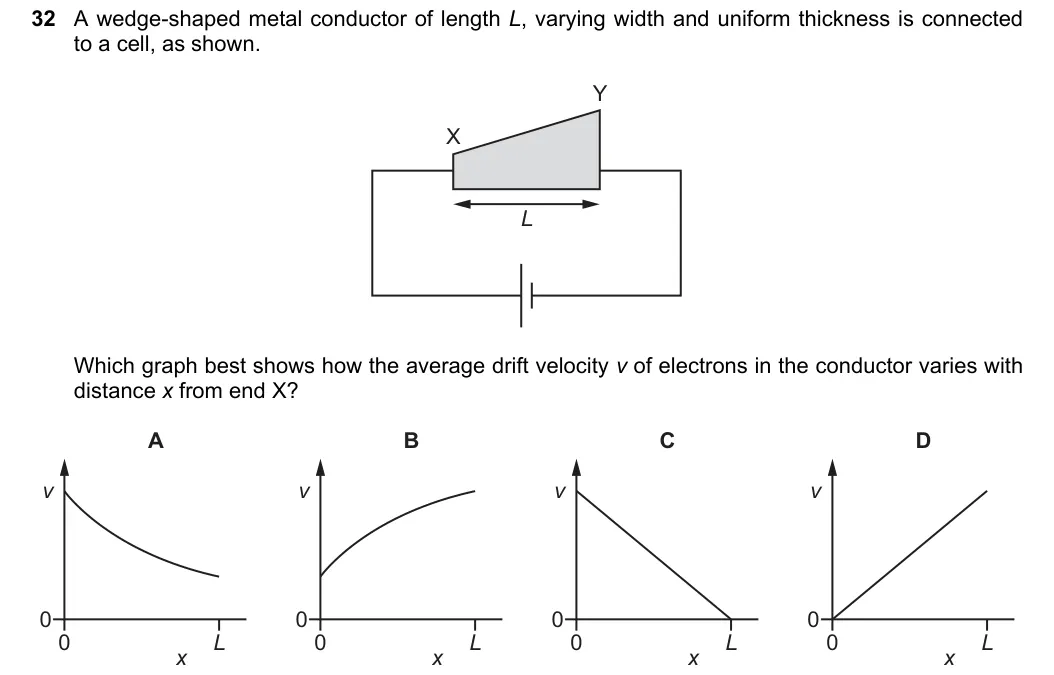 32 A wedge-shaped metal conductor of length L, varying width and uniform thickness is connected
to a cell, as shown.
Y
X
L
Which graph best shows how the average drift velocity v of electrons in the conductor varies with
distance x from end X?
A B C D
v v v v
0 0 0 0
0 L 0 L 0 L 0 L
x x x x